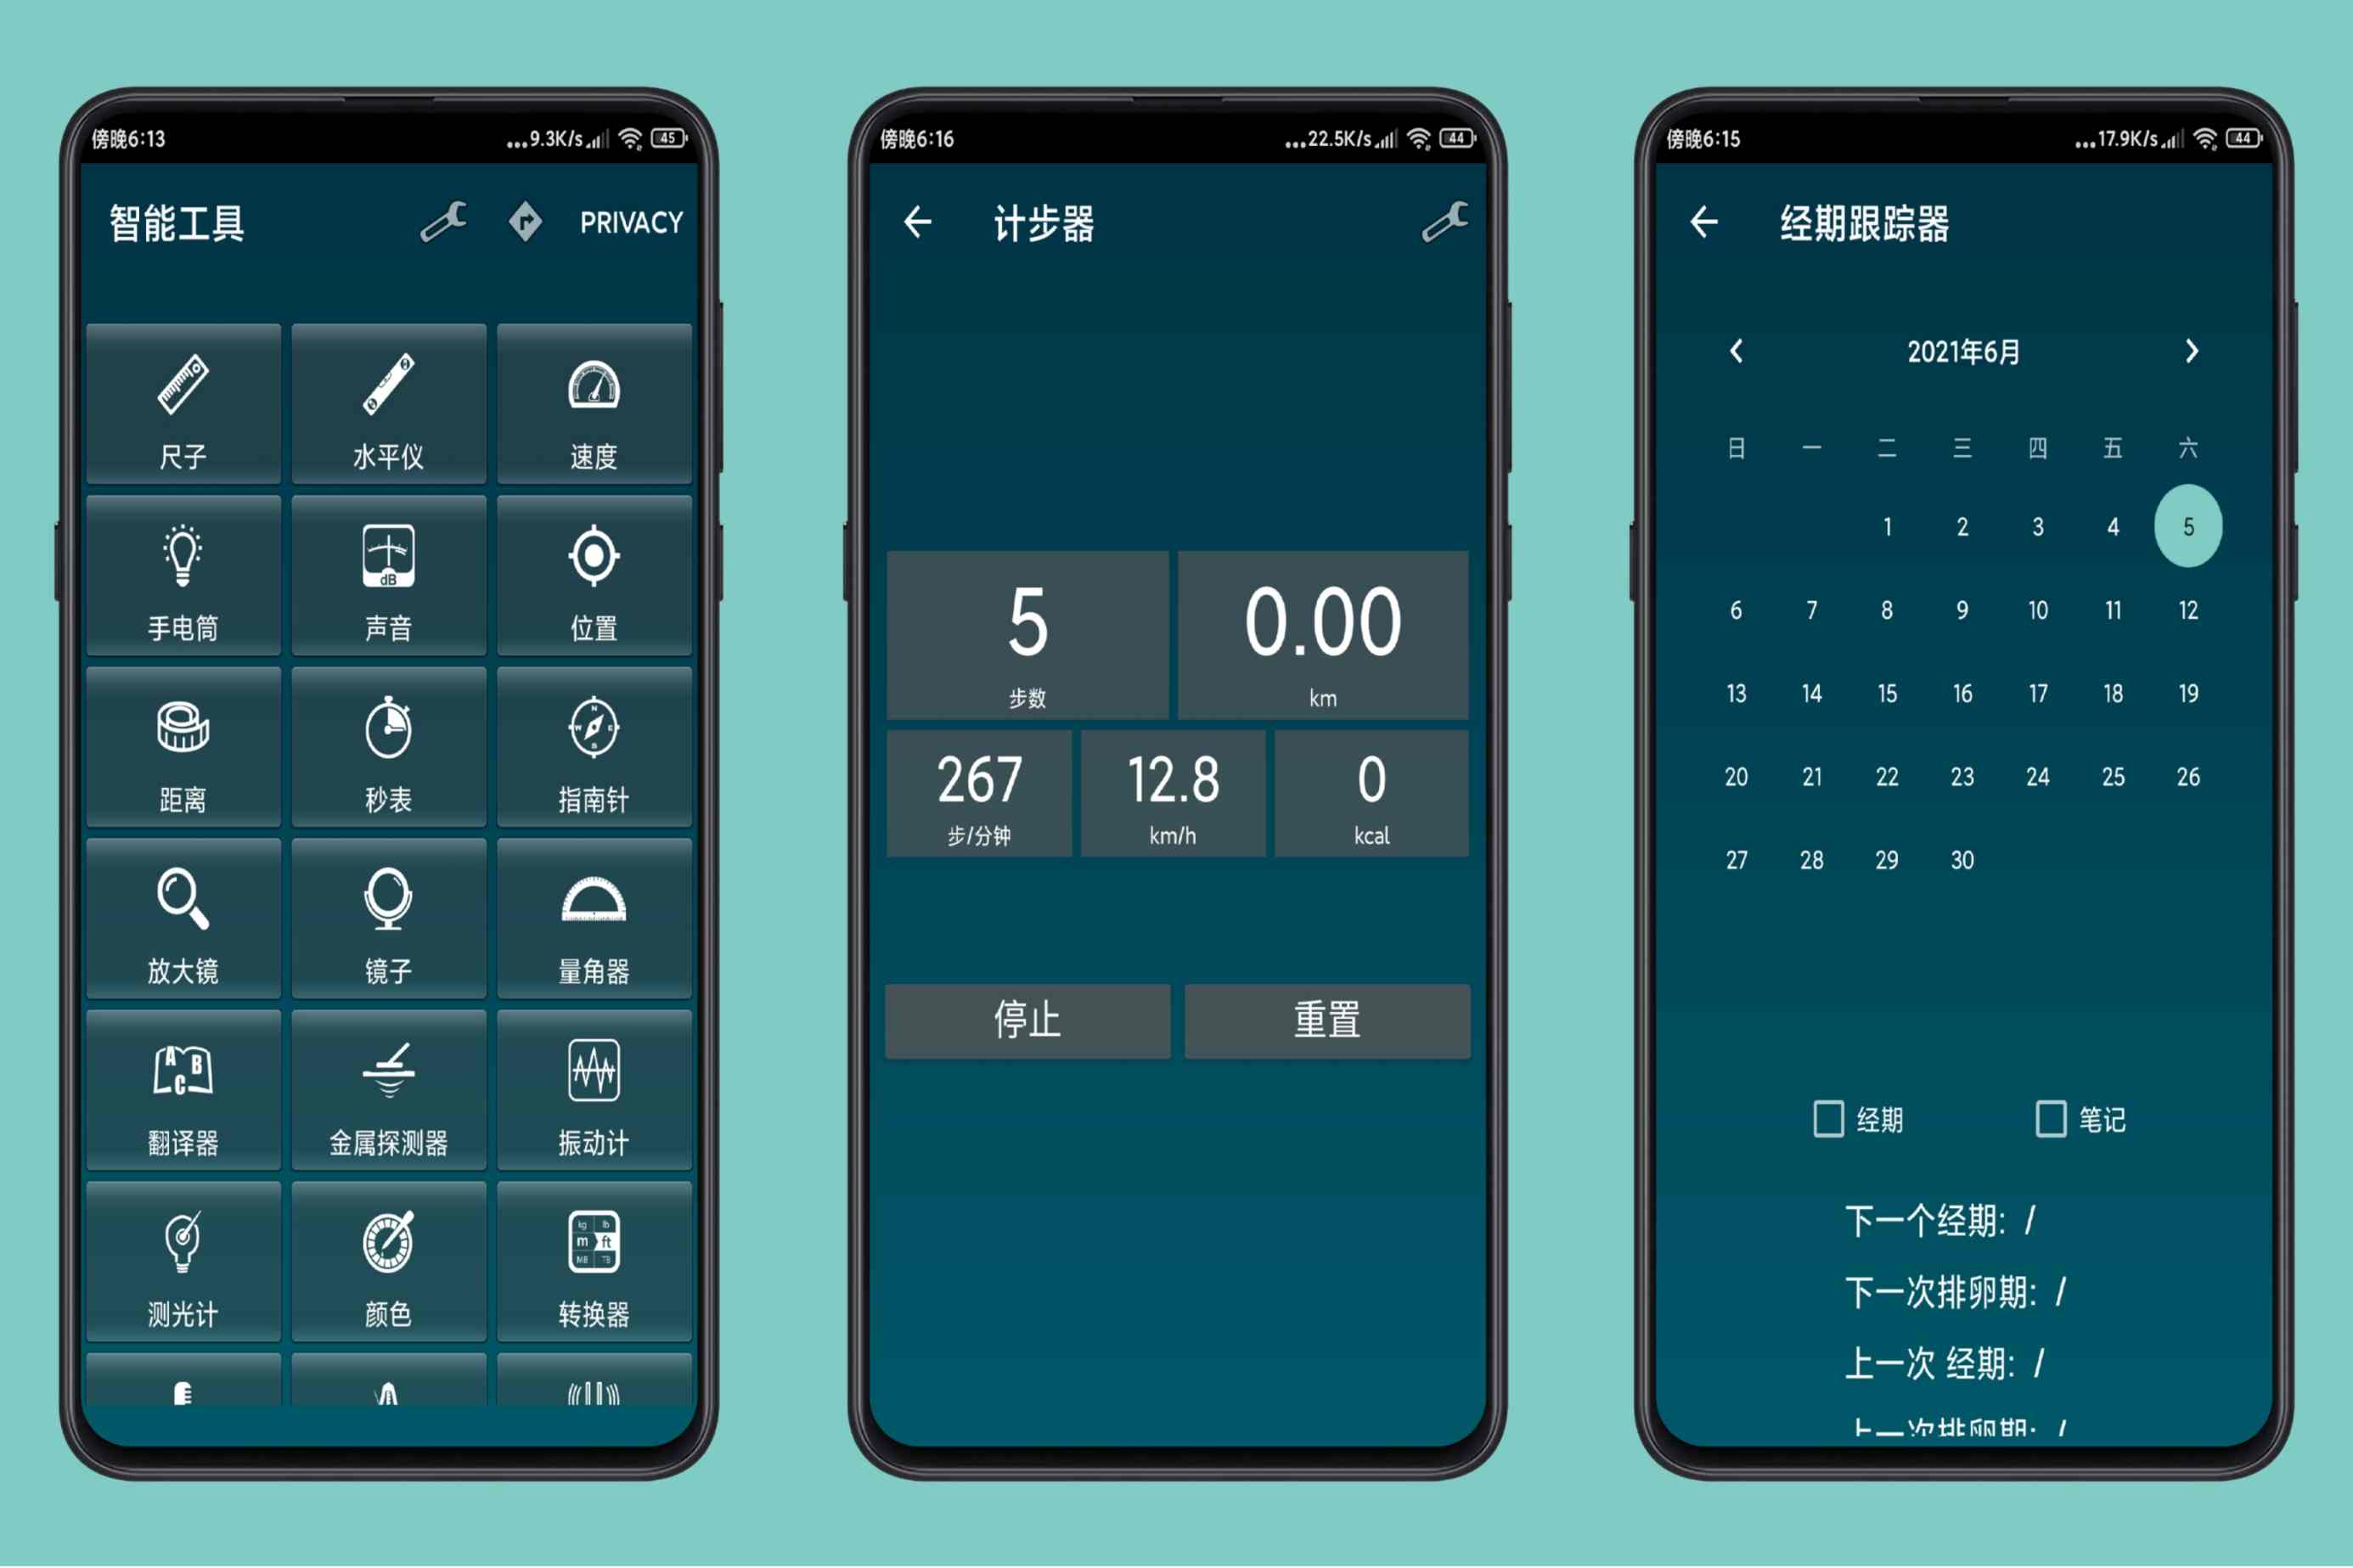 傍晚6:13
...9.3K/s
45
智能工具
PRIVACY
尺子
水平仪
速度
dB
手电筒
声音
位置
N
W
E
S
距离
秒表
指南针
放大镜
镜子
量角器
A B
C
翻译器
金属探测器
振动计
kg lb
m ft
MB TB
测光计
颜色
转换器
傍晚6:16
...22.5K/s
44
计步器
5
0.00
步数
km
267
12.8
0
步/分钟
km/h
kcal
停止
重置
傍晚6:15
...17.9K/s
44
经期跟踪器
2021年6月
日 一 二 三 四 五 六
1 2 3 4 5
6 7 8 9 10 11 12
13 14 15 16 17 18 19
20 21 22 23 24 25 26
27 28 29 30
经期
笔记
下一个经期: /
下一次排卵期: /
上一次 经期: /
上一次排卵期: /